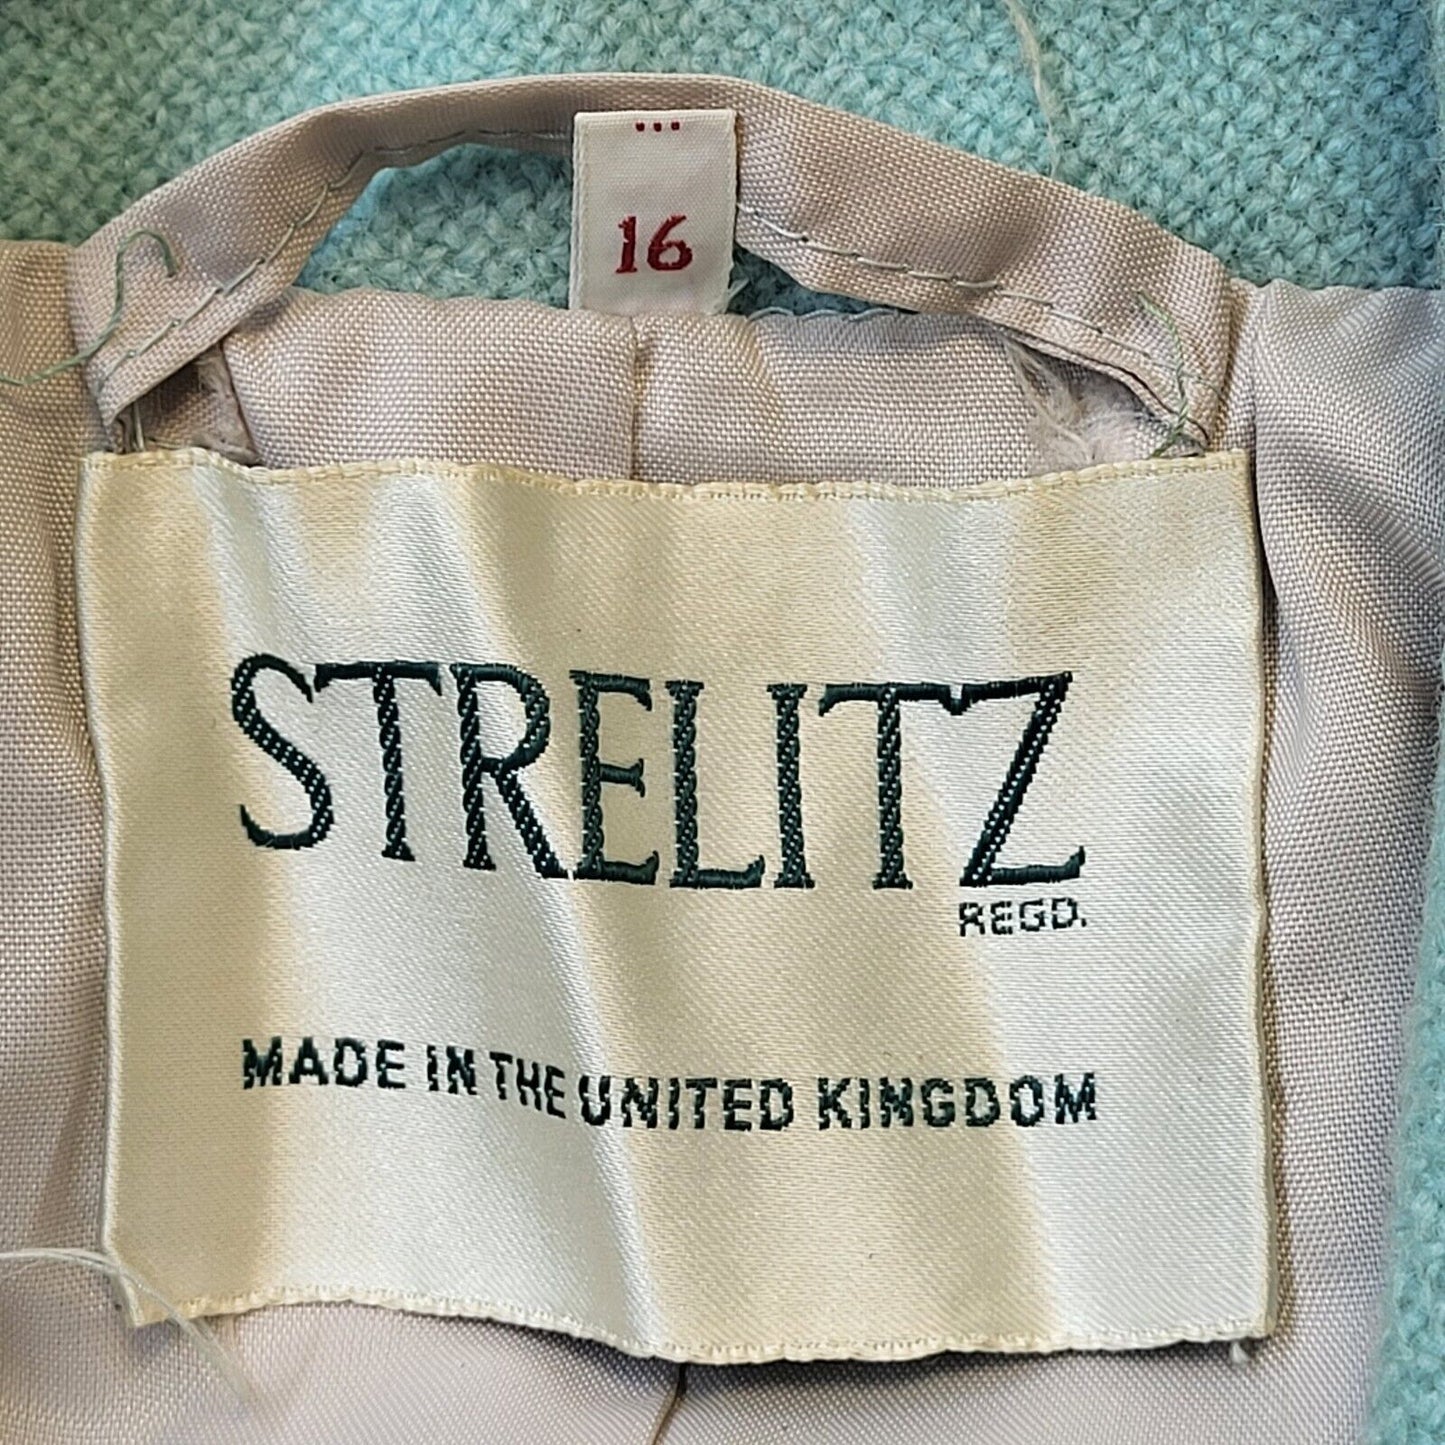 16
STRELITZ
REGD.
MADE IN THE UNITED KINGDOM